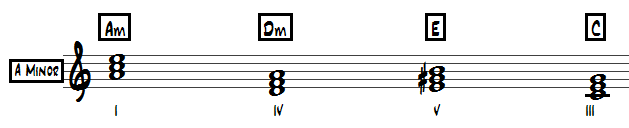 Am Dm E C
A Minor
I IV V III